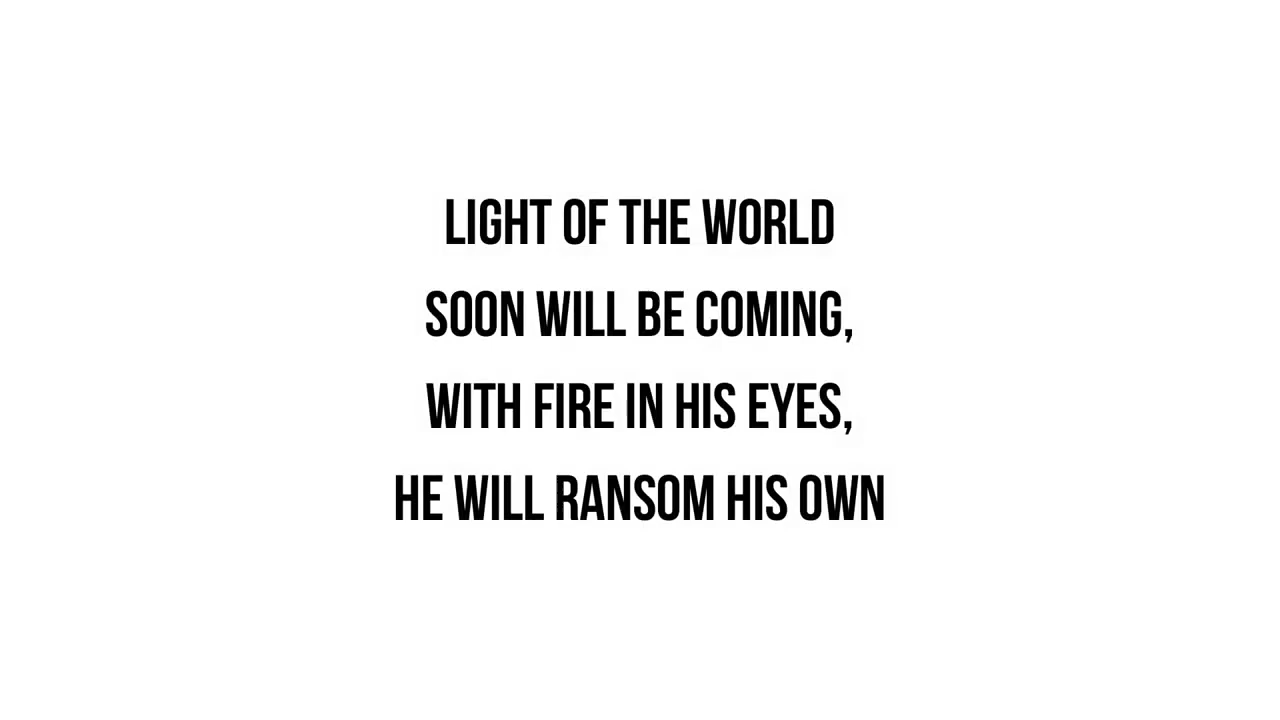 LIGHT OF THE WORLD
SOON WILL BE COMING,
WITH FIRE IN HIS EYES,
HE WILL RANSOM HIS OWN